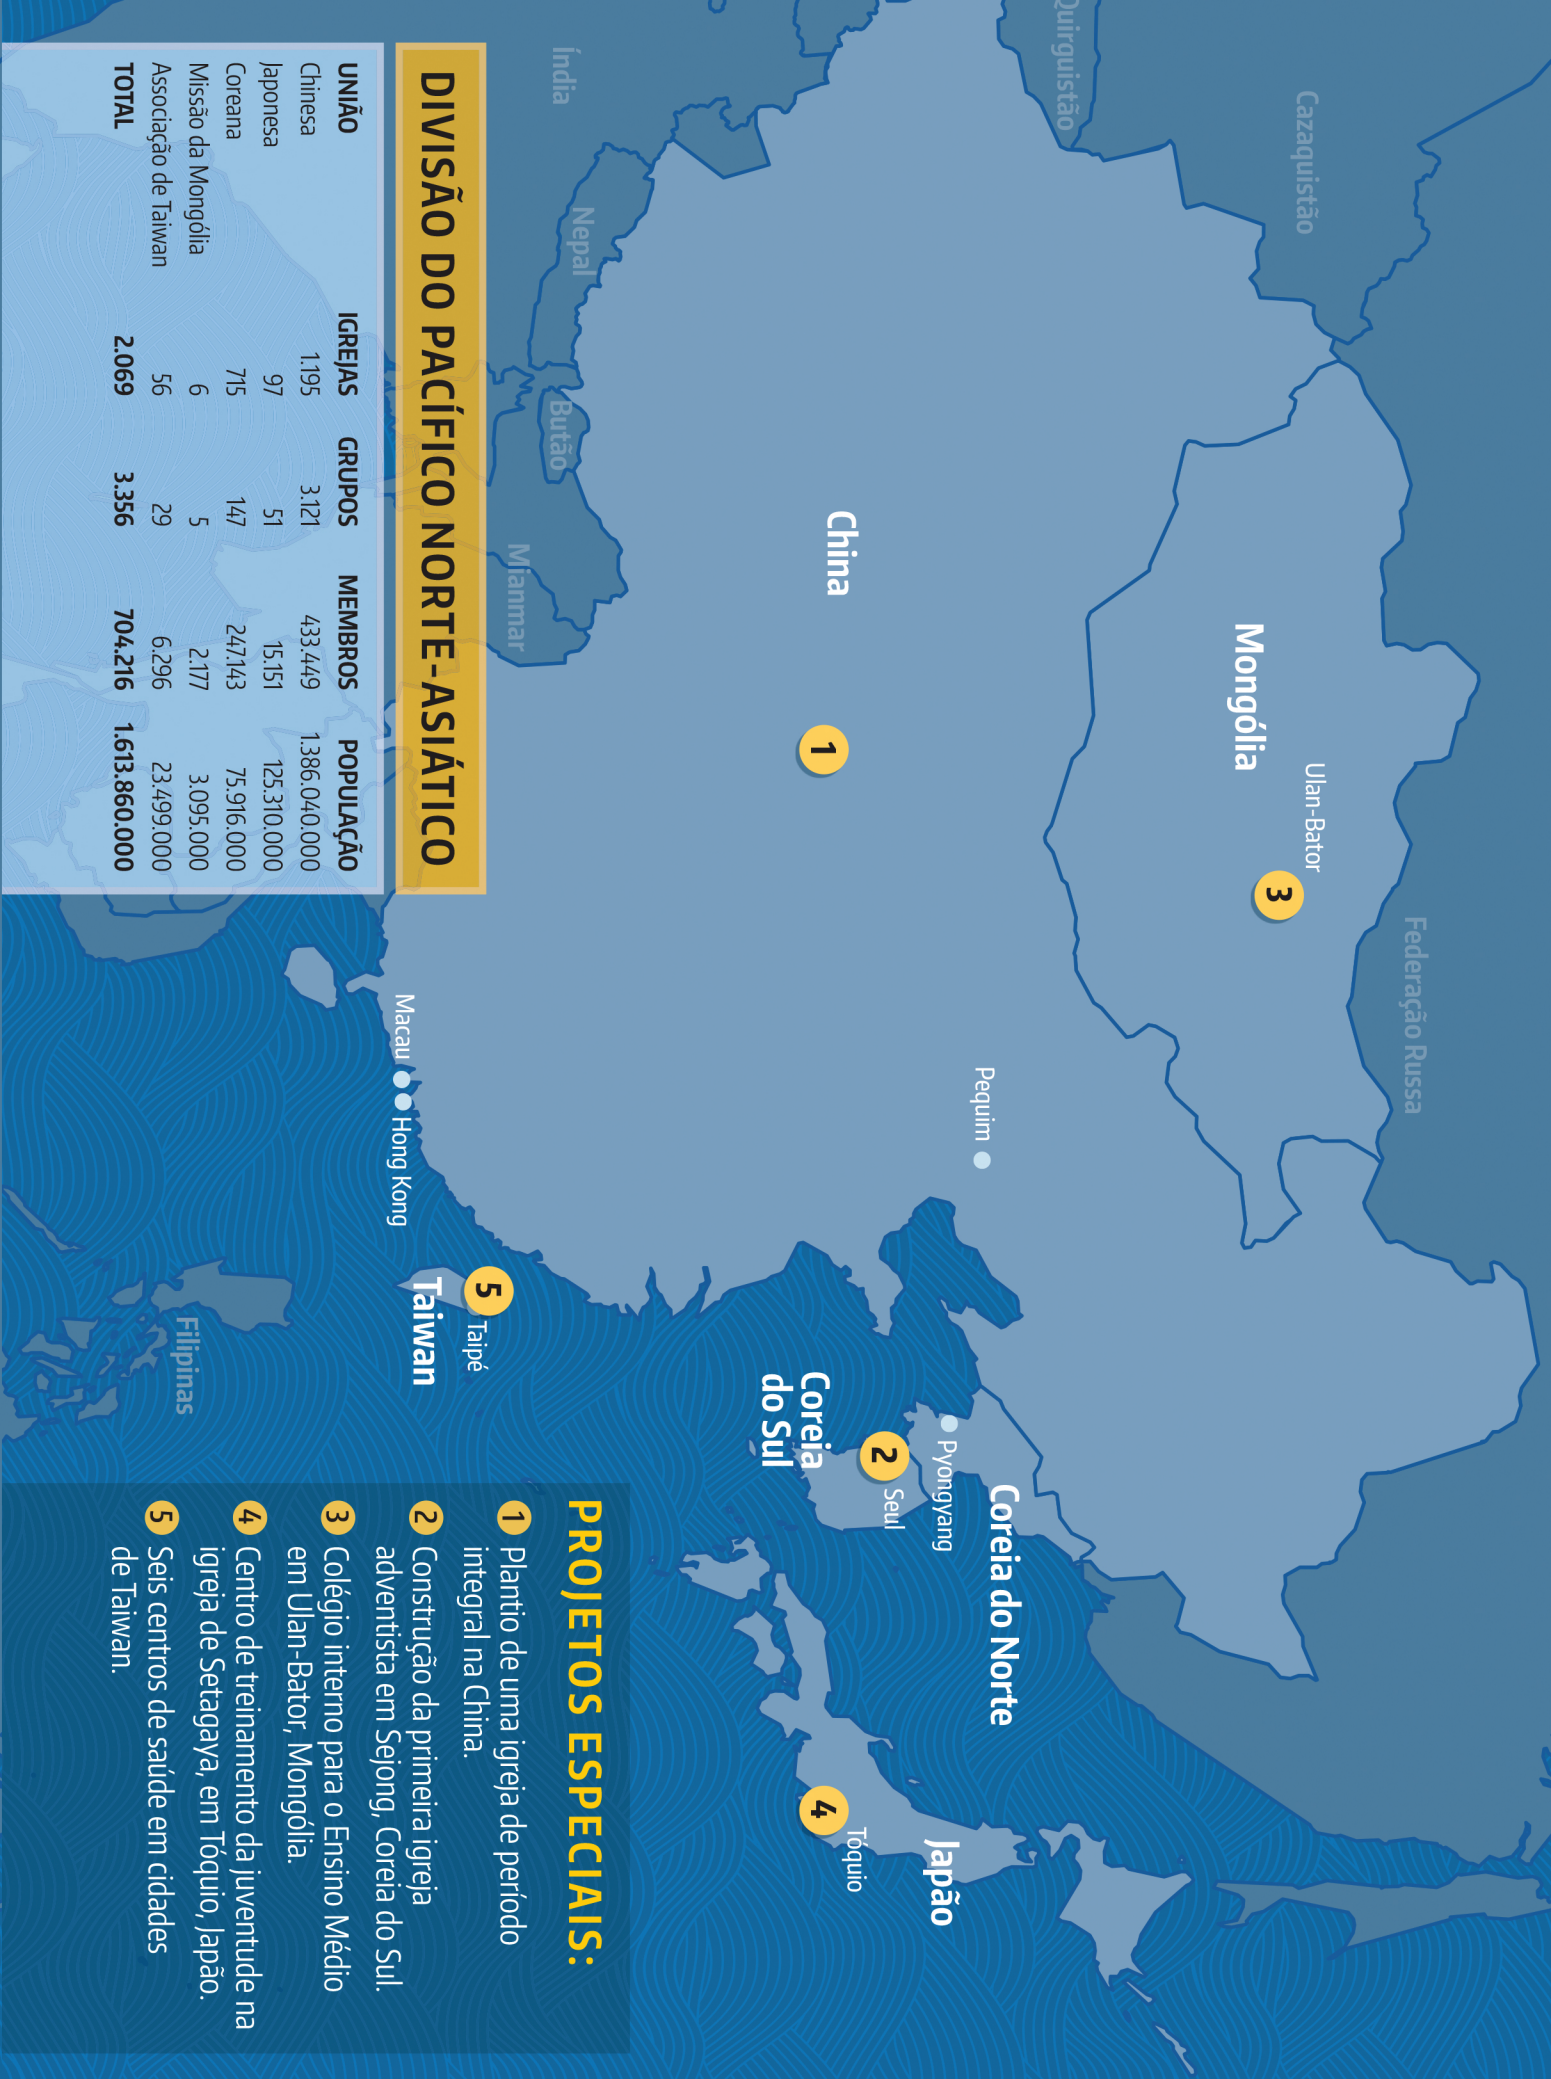 Quirguistão
Cazaquistão
Federação Russa
Mongólia
Ulan-Bator
3
China
1
Pequim
Índia
Nepal
Butão
Mianmar
Macau
Hong Kong
Taiwan
Taipé
5
Filipinas
Coreia do Norte
Pyongyang
Coreia
do Sul
Seul
2
Japão
Tóquio
4
DIVISÃO DO PACÍFICO NORTE-ASIÁTICO
UNIÃO IGREJAS GRUPOS MEMBROS POPULAÇÃO
Chinesa 1.195 3.121 433.449 1.386.040.000
Japonesa 97 51 15.151 125.310.000
Coreana 715 147 247.143 75.916.000
Missão da Mongólia 6 5 2.177 3.095.000
Associação de Taiwan 56 29 6.296 23.499.000
TOTAL 2.069 3.356 704.216 1.613.860.000
PROJETOS ESPECIAIS:
1 Plantio de uma igreja de período
integral na China.
2 Construção da primeira igreja
adventista em Sejong, Coreia do Sul.
3 Colégio interno para o Ensino Médio
em Ulan-Bator, Mongólia.
4 Centro de treinamento da juventude na
igreja de Setagaya, em Tóquio, Japão.
5 Seis centros de saúde em cidades
de Taiwan.